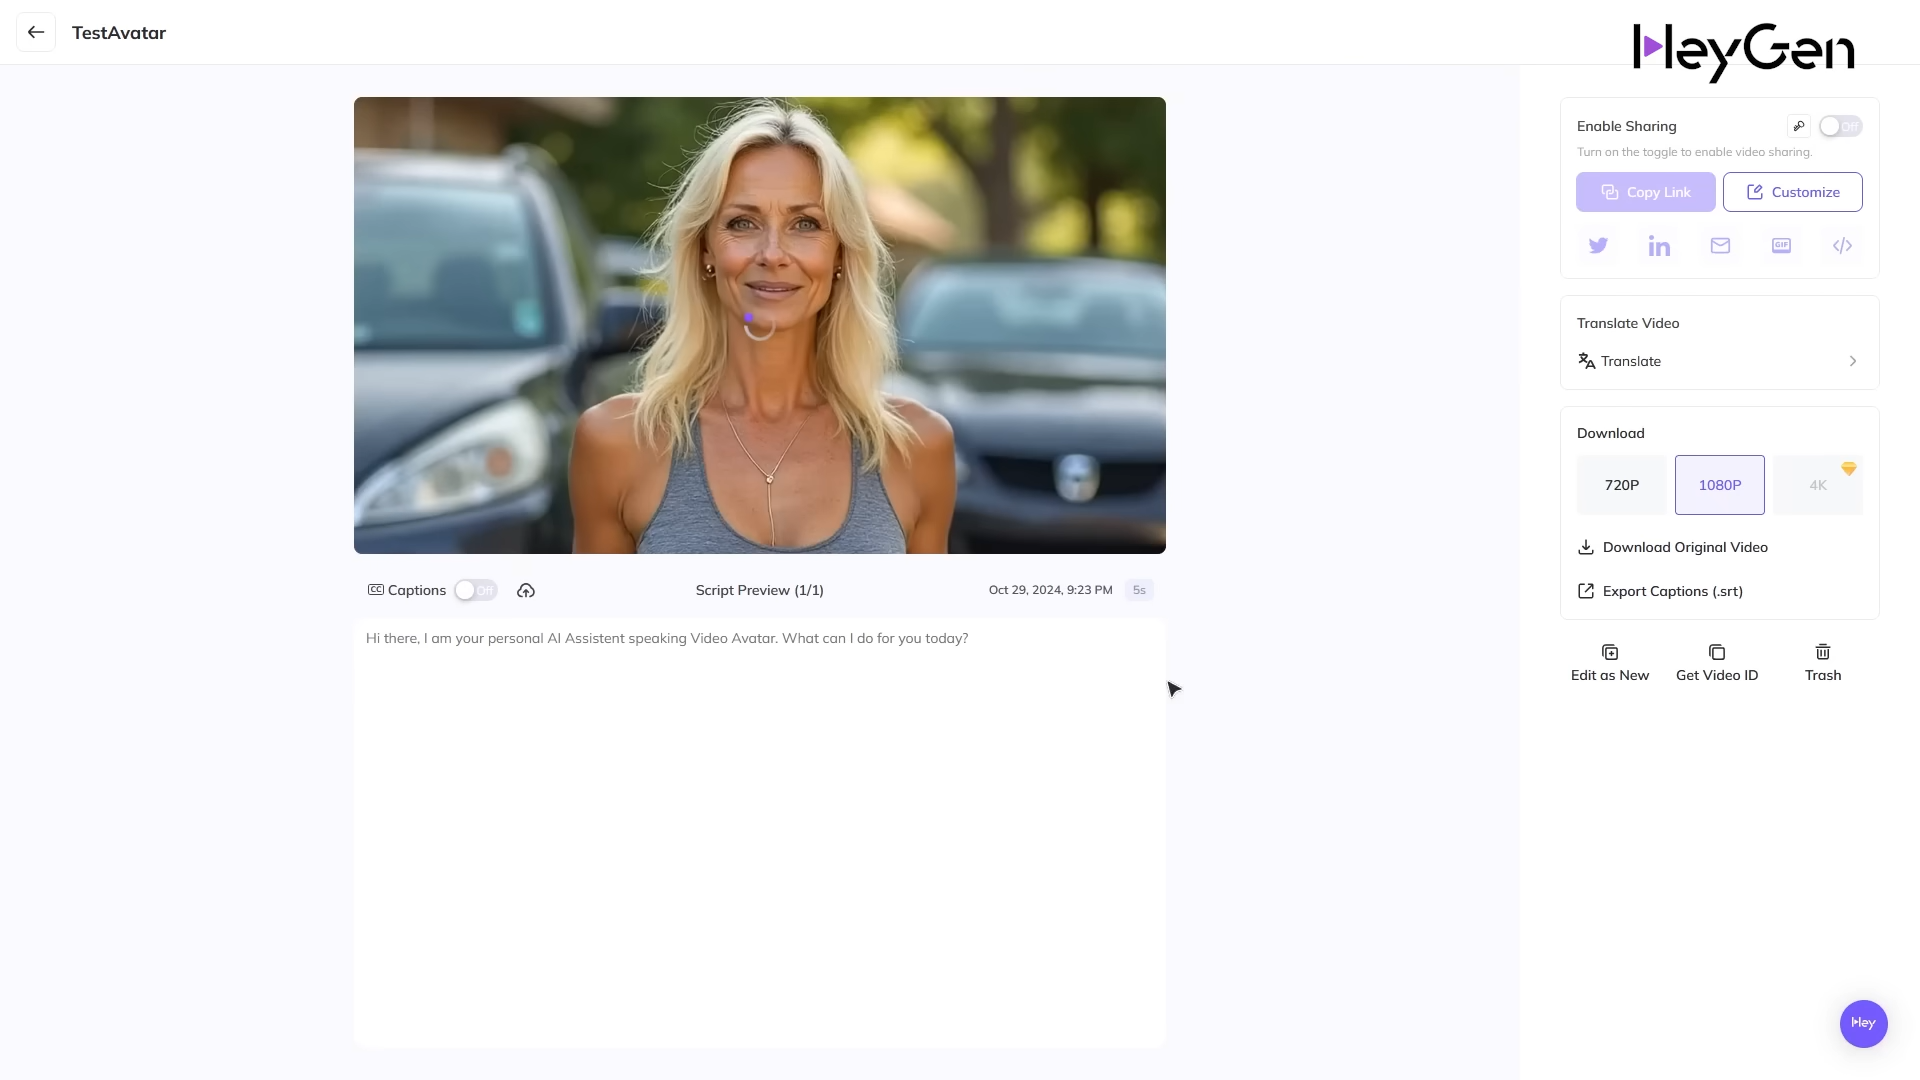 TestAvatar
HeyGen
Enable Sharing
Off
Turn on the toggle to enable video sharing.
Copy Link
Customize
GIF
Translate Video
Translate
Download
720P
1080P
4K
Download Original Video
Export Captions (.srt)
Edit as New
Get Video ID
Trash
CC Captions
Off
Script Preview (1/1)
Oct 29, 2024, 9:23 PM
5s
Hi there, I am your personal AI Assistent speaking Video Avatar. What can I do for you today?
Hey